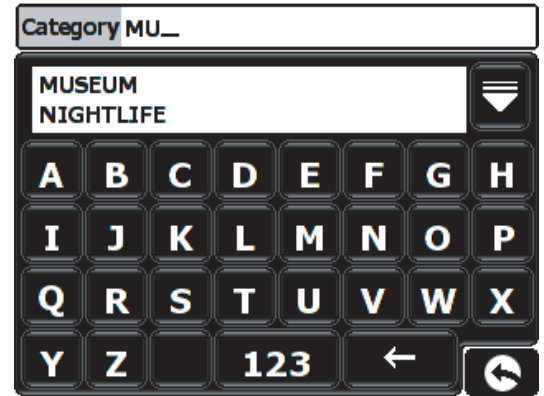 Category MU_
MUSEUM
NIGHTLIFE
A B C D E F G H
I J K L M N O P
Q R S T U V W X
Y Z 123 ←